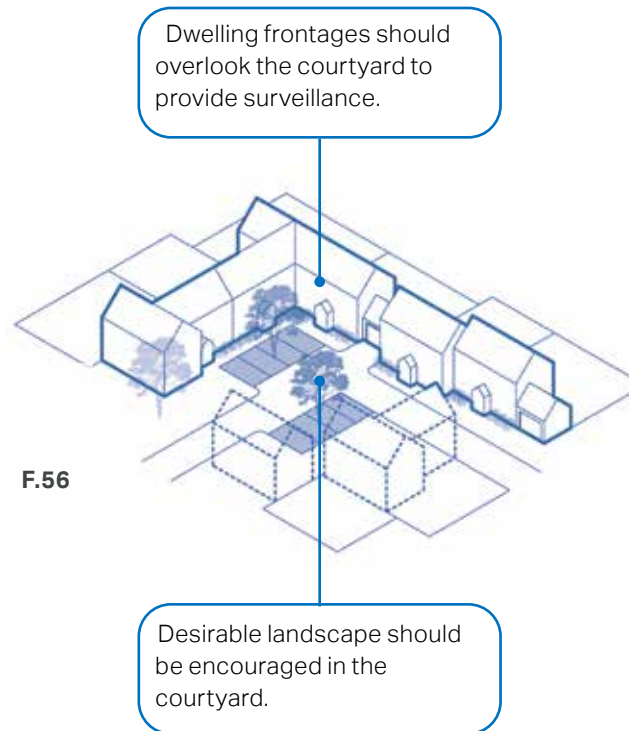 Dwelling frontages should
overlook the courtyard to
provide surveillance.
F.56
Desirable landscape should
be encouraged in the
courtyard.